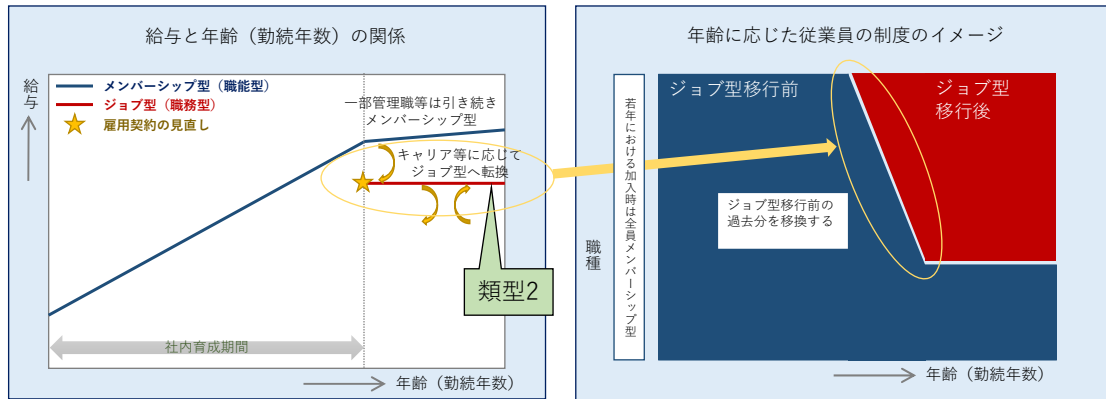 給与と年齢（勤続年数）の関係
給与
メンバーシップ型（職能型）
ジョブ型（職務型）
雇用契約の見直し
一部管理職等は引き続き
メンバーシップ型
キャリア等に応じて
ジョブ型へ転換
類型2
社内育成期間
年齢（勤続年数）
年齢に応じた従業員の制度のイメージ
職種
若年における加入時は全員メンバーシップ型
ジョブ型移行前
ジョブ型
移行後
ジョブ型移行前の
過去分を移換する
年齢（勤続年数）